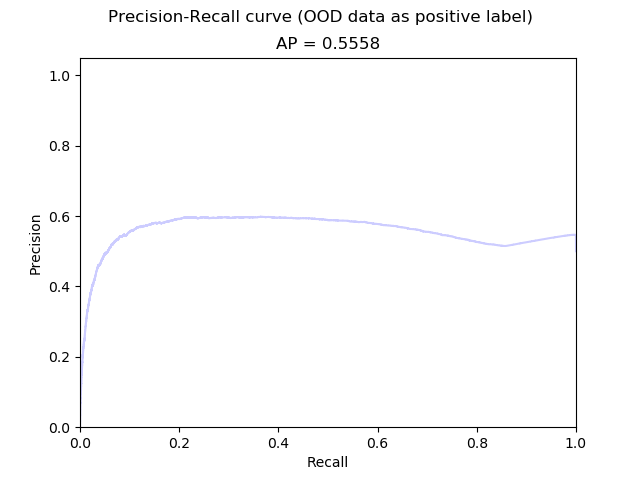 Precision-Recall curve (OOD data as positive label)
AP = 0.5558
1.0
0.8
0.6
0.4
0.2
0.0
Precision
0.0 0.2 0.4 0.6 0.8 1.0
Recall